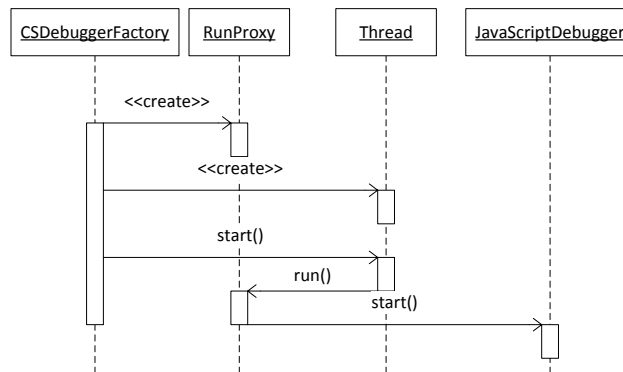 CSDebuggerFactory
RunProxy
Thread
JavaScriptDebugger
<<create>>
<<create>>
start()
run()
start()